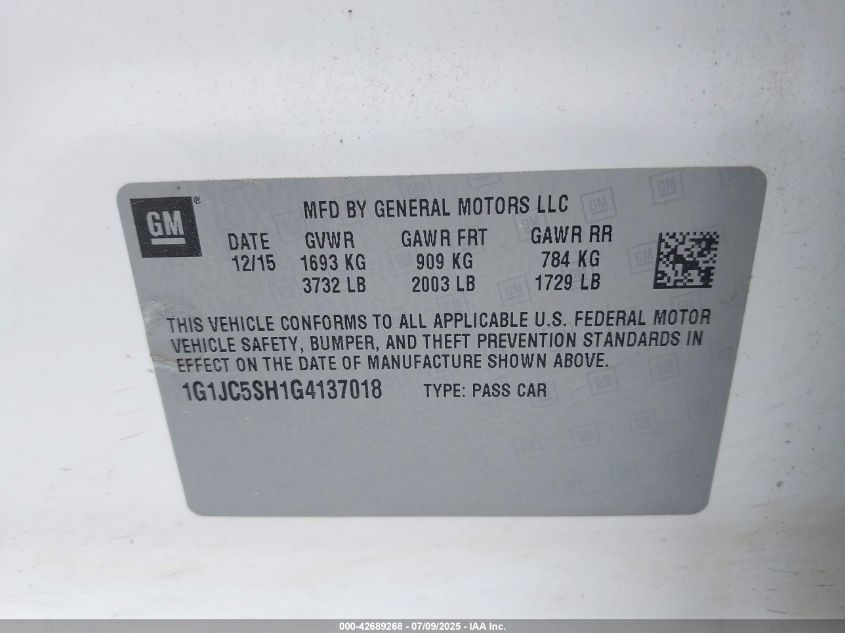 GM®
MFD BY GENERAL MOTORS LLC
DATE GVWR GAWR FRT GAWR RR
12/15 1693 KG 909 KG 784 KG
3732 LB 2003 LB 1729 LB
THIS VEHICLE CONFORMS TO ALL APPLICABLE U.S. FEDERAL MOTOR
VEHICLE SAFETY, BUMPER, AND THEFT PREVENTION STANDARDS IN
EFFECT ON THE DATE OF MANUFACTURE SHOWN ABOVE.
1G1JC5SH1G4137018 TYPE: PASS CAR
000-42689268 - 07/09/2025 - IAA Inc.